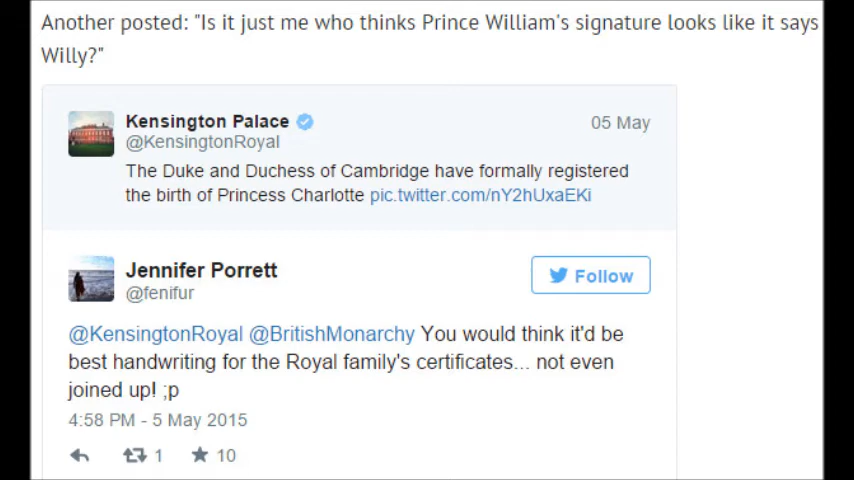 Another posted: "Is it just me who thinks Prince William's signature looks like it says
Willy?"
Kensington Palace
05 May
@KensingtonRoyal
The Duke and Duchess of Cambridge have formally registered
the birth of Princess Charlotte pic.twitter.com/nY2hUxaEKi
Jennifer Porrett
Follow
@fenifur
@KensingtonRoyal @BritishMonarchy You would think it'd be
best handwriting for the Royal family's certificates... not even
joined up! ;p
4:58 PM - 5 May 2015
1
10